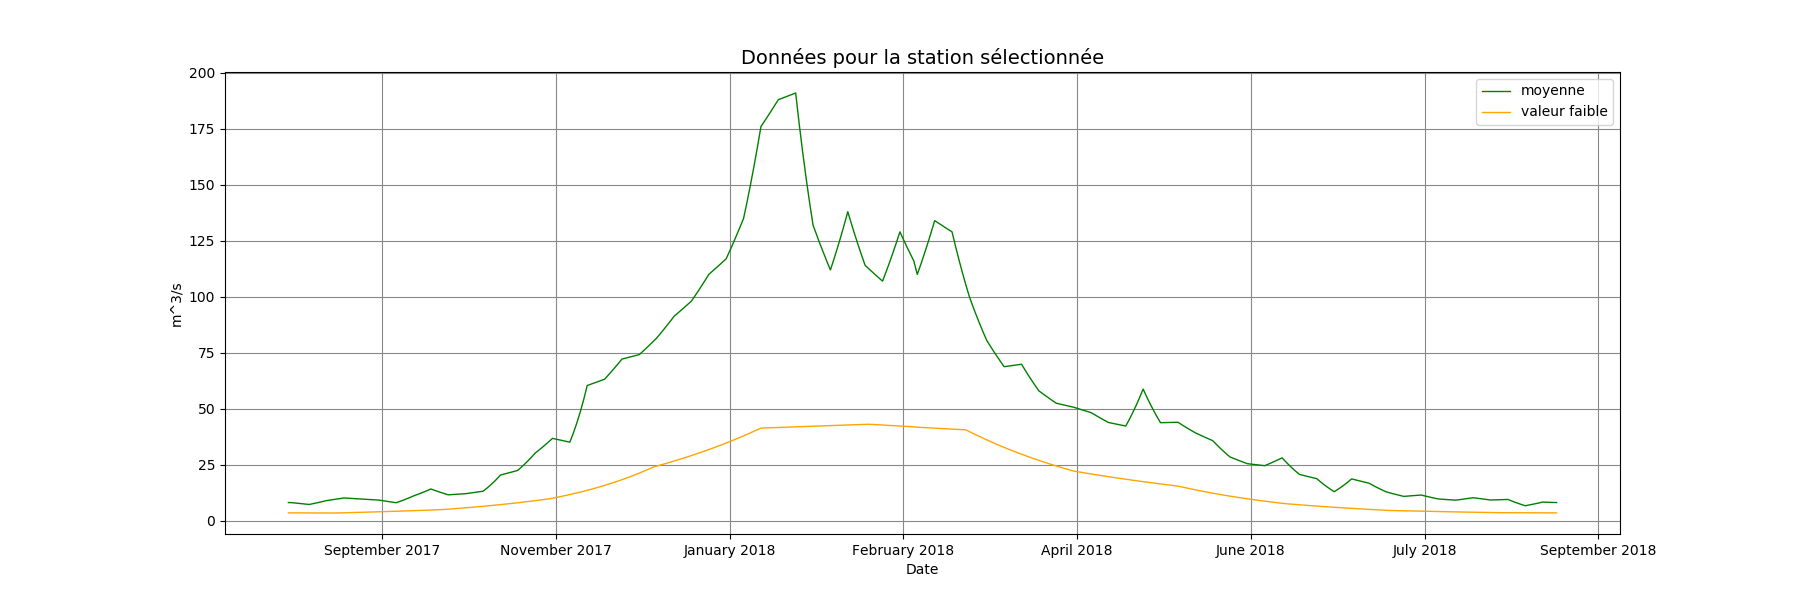 Données pour la station sélectionnée
moyenne
valeur faible
200
175
150
125
100
75
50
25
0
m^3/s
September 2017 November 2017 January 2018 February 2018 April 2018 June 2018 July 2018 September 2018
Date